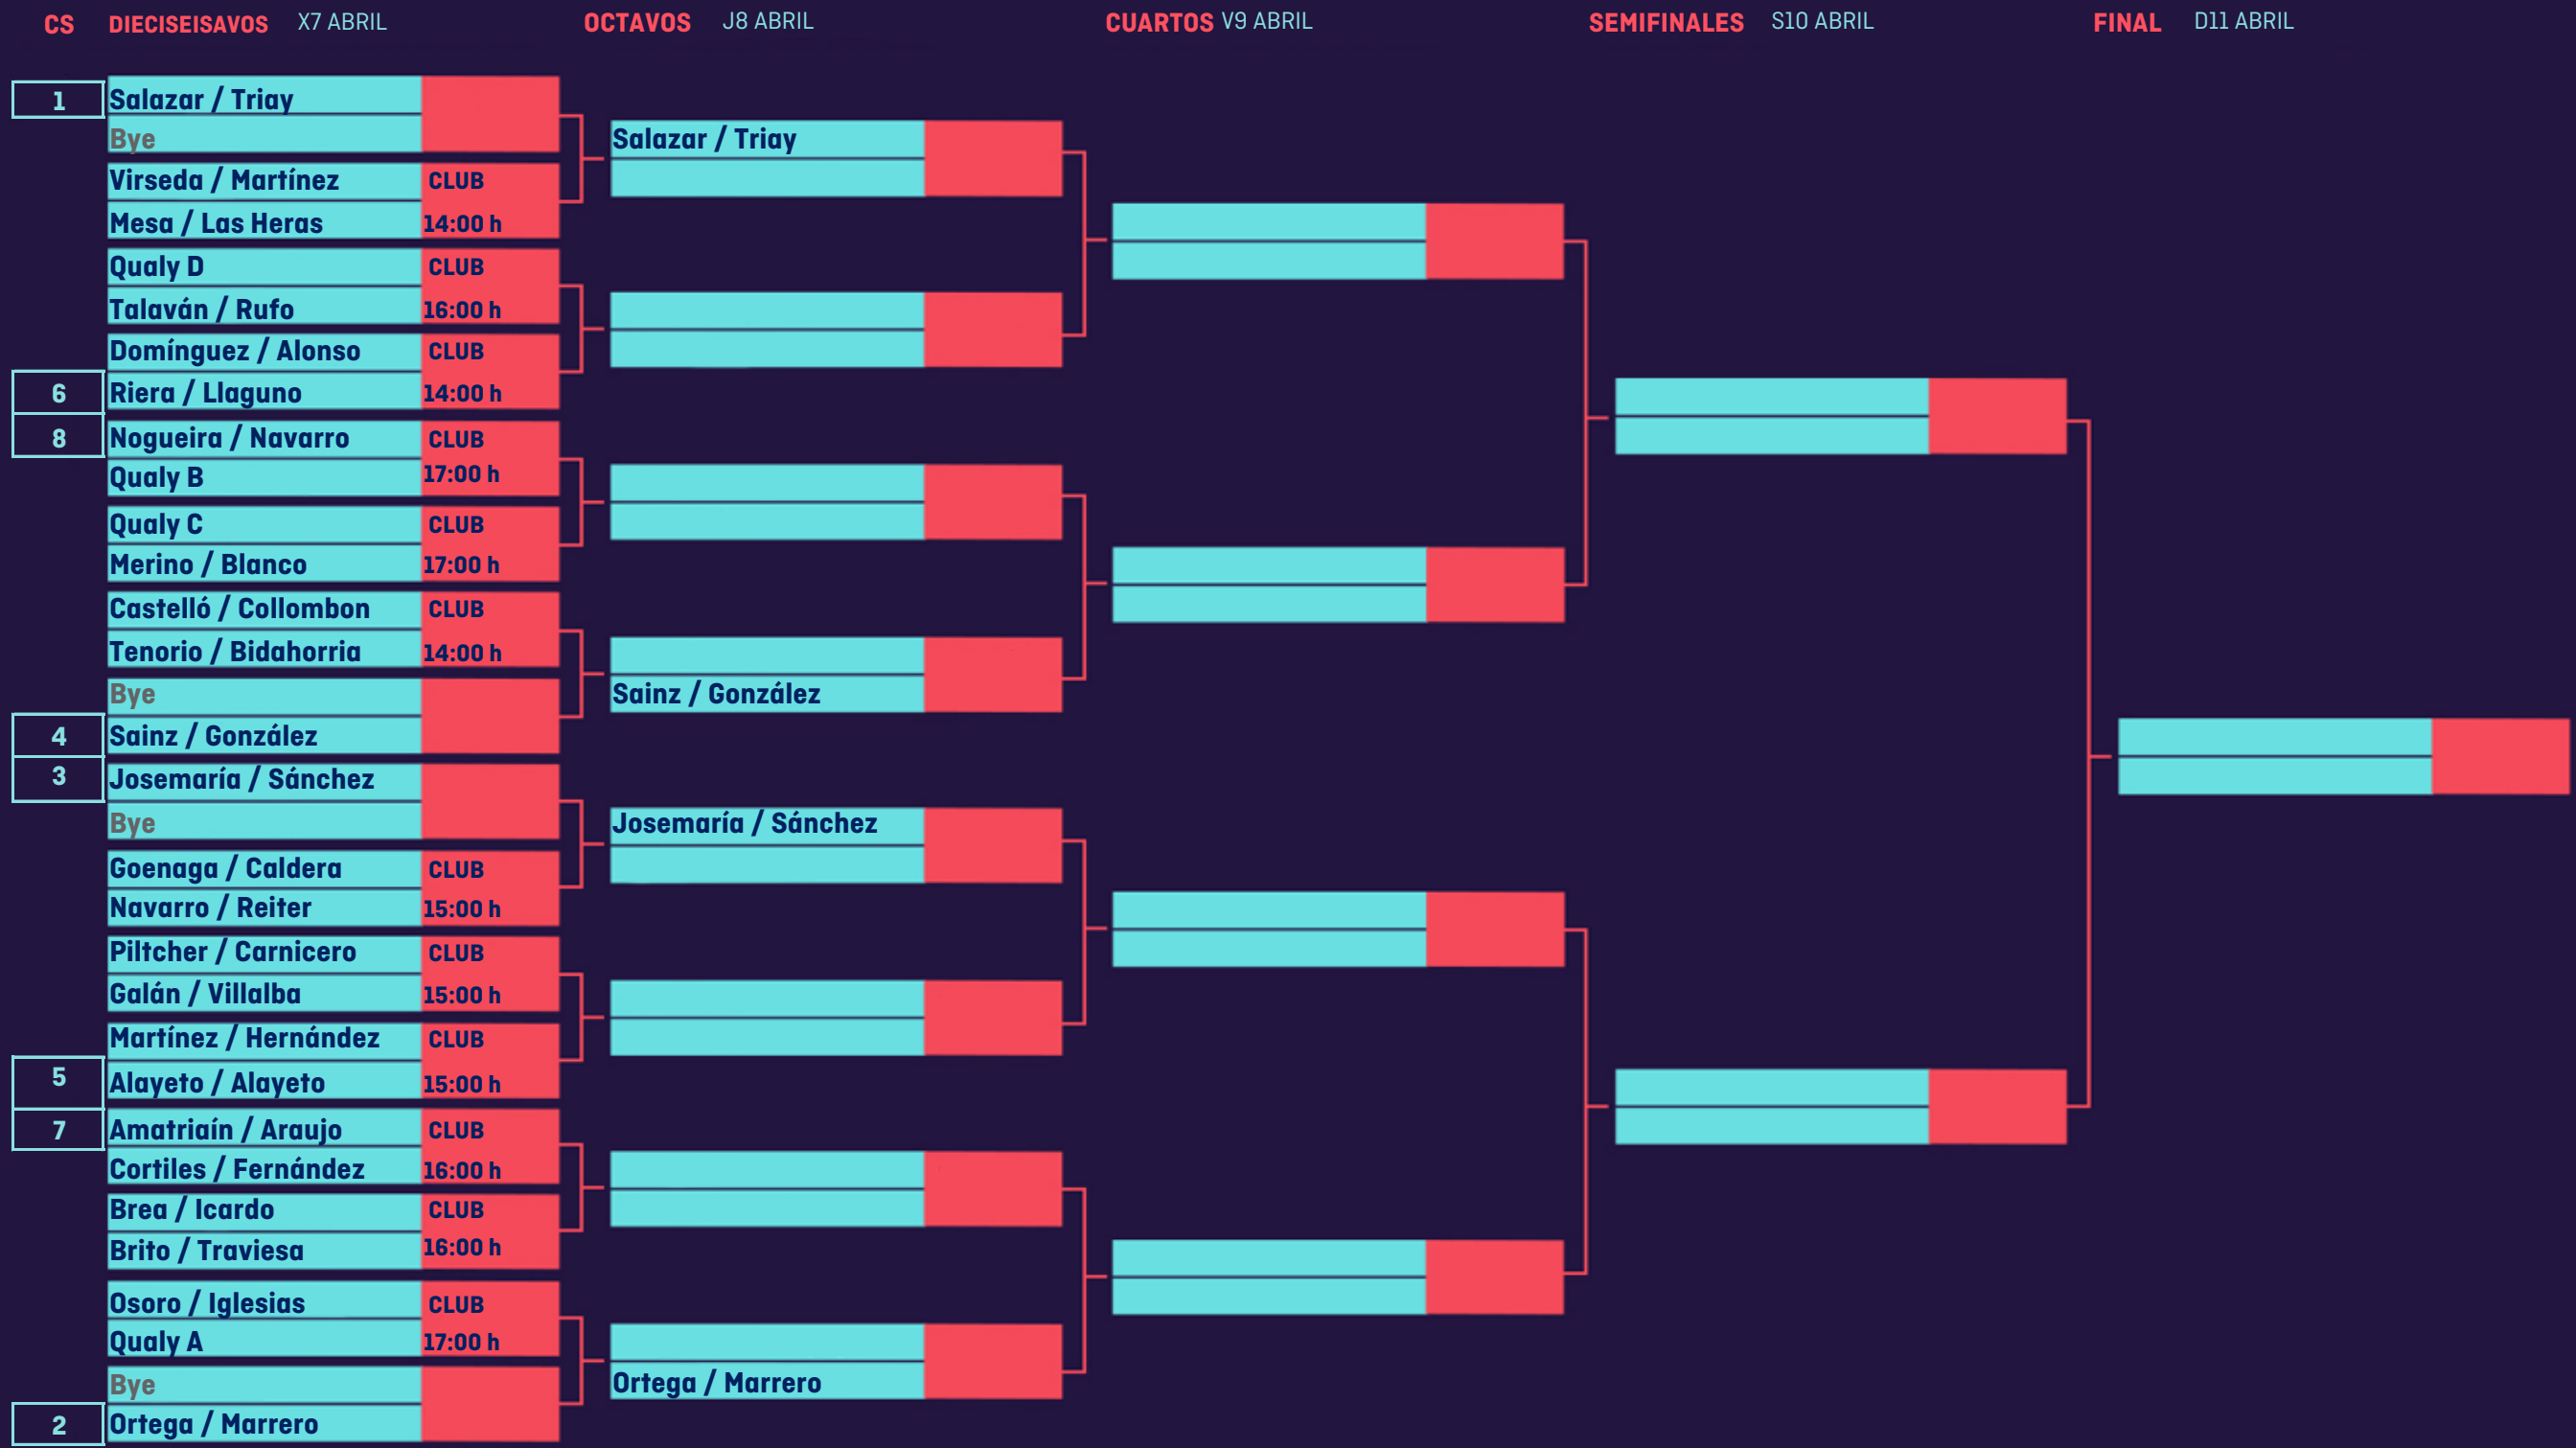 CS DIECISEISAVOS X7 ABRIL OCTAVOS J8 ABRIL CUARTOS V9 ABRIL SEMIFINALES S10 ABRIL FINAL D11 ABRIL
1 Salazar / Triay
Bye
Salazar / Triay
Virseda / Martínez CLUB
Mesa / Las Heras 14:00 h
Qualy D CLUB
Talaván / Rufo 16:00 h
Domínguez / Alonso CLUB
6 Riera / Llaguno 14:00 h
8 Nogueira / Navarro CLUB
Qualy B 17:00 h
Qualy C CLUB
Merino / Blanco 17:00 h
Castelló / Collombon CLUB
Tenorio / Bidahorria 14:00 h
Bye
Sainz / González
4 Sainz / González
3 Josemaría / Sánchez
Bye
Josemaría / Sánchez
Goenaga / Caldera CLUB
Navarro / Reiter 15:00 h
Piltcher / Carnicero CLUB
Galán / Villalba 15:00 h
Martínez / Hernández CLUB
5 Alayeto / Alayeto 15:00 h
7 Amatriaín / Araujo CLUB
Cortiles / Fernández 16:00 h
Brea / Icardo CLUB
Brito / Traviesa 16:00 h
Osoro / Iglesias CLUB
Qualy A 17:00 h
Bye
Ortega / Marrero
2 Ortega / Marrero